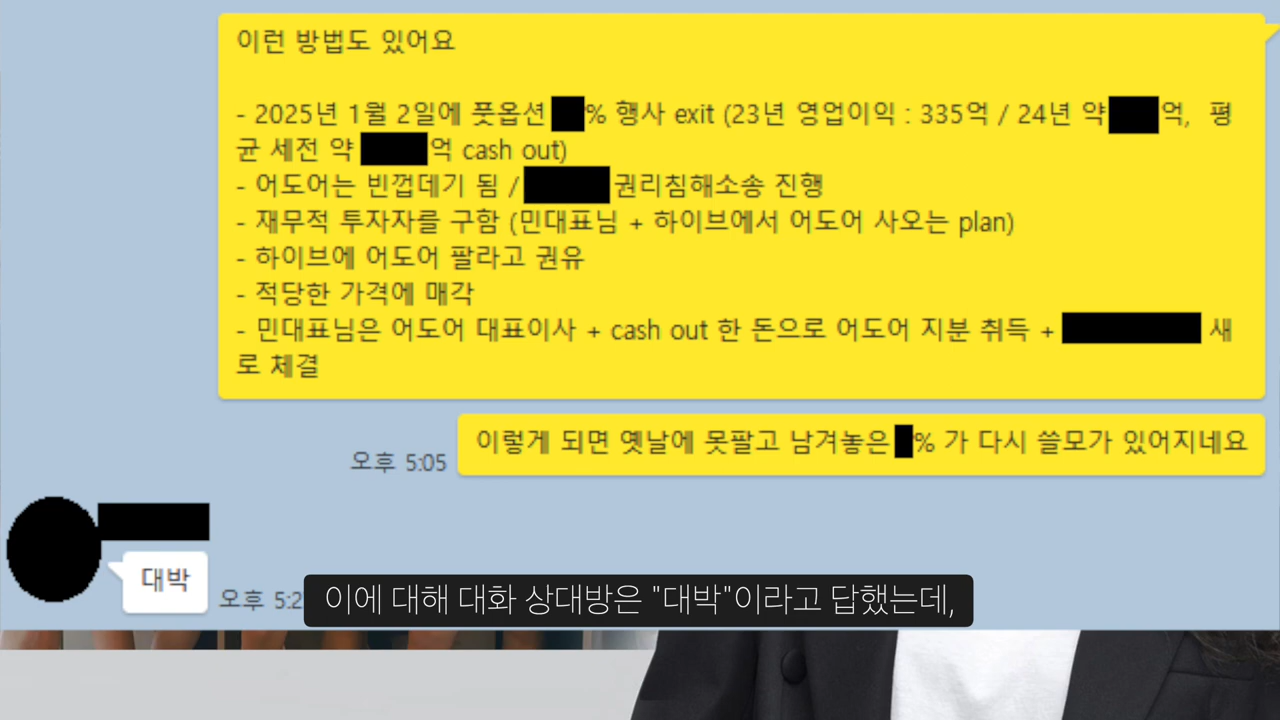 이런 방법도 있어요
- 2025년 1월 2일에 풋옵션 % 행사 exit (23년 영업이익 : 335억 / 24년 약 억, 평
균 세전 약 억 cash out)
- 어도어는 빈껍데기 됨 / 권리침해소송 진행
- 재무적 투자자를 구함 (민대표님 + 하이브에서 어도어 사오는 plan)
- 하이브에 어도어 팔라고 권유
- 적당한 가격에 매각
- 민대표님은 어도어 대표이사 + cash out 한 돈으로 어도어 지분 취득 + 새
로 체결
이렇게 되면 옛날에 못팔고 남겨놓은 % 가 다시 쓸모가 있어지네요
오후 5:05
대박
오후 5:2
이에 대해 대화 상대방은 "대박"이라고 답했는데,